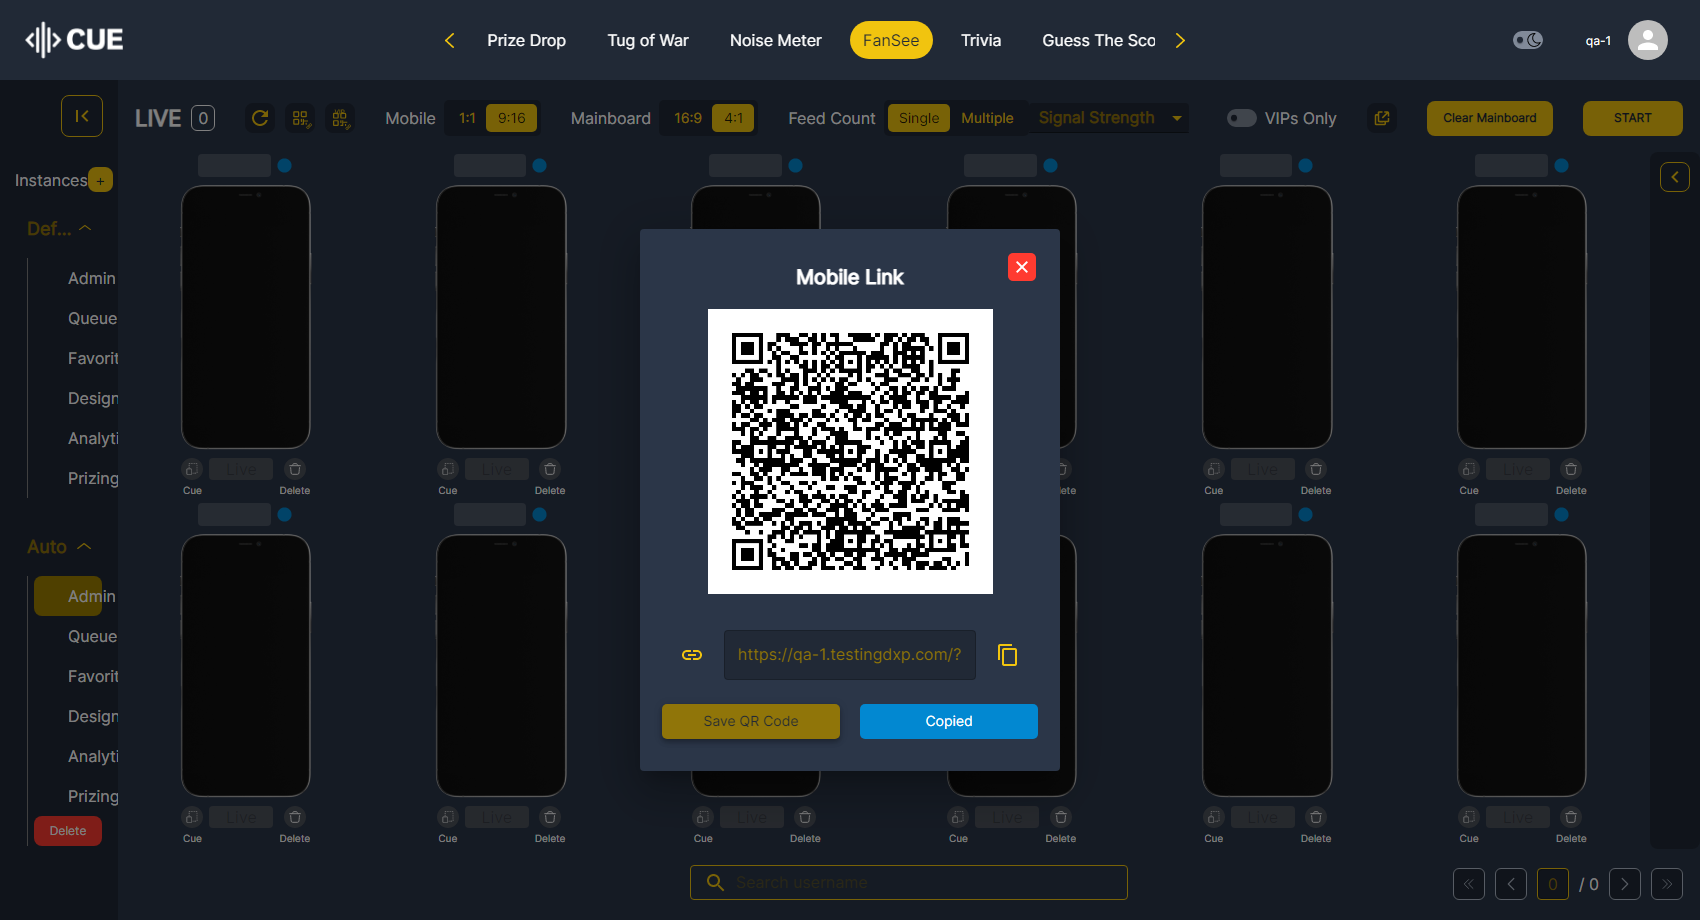 CUE
Prize Drop
Tug of War
Noise Meter
FanSee
Trivia
Guess The Sco
qa-1
LIVE 0
Mobile 1:1 9:16
Mainboard 16:9 4:1
Feed Count Single Multiple
Signal Strength
VIPs Only
Clear Mainboard
START
Instances +
Def...
Admin
Queue
Favorit
Design
Analyti
Prizing
Auto
Admin
Queue
Favorit
Design
Analyti
Prizing
Delete
Live
Cue Delete
Live
Cue Delete
lete
Live
Cue Delete
Live
Cue Delete
Mobile Link
https://qa-1.testingdxp.com/?
Save QR Code
Copied
Live
Cue Delete
Live
Cue Delete
Live
Cue Delete
Live
Cue Delete
Live
Cue Delete
Live
Cue Delete
Search username
0 / 0